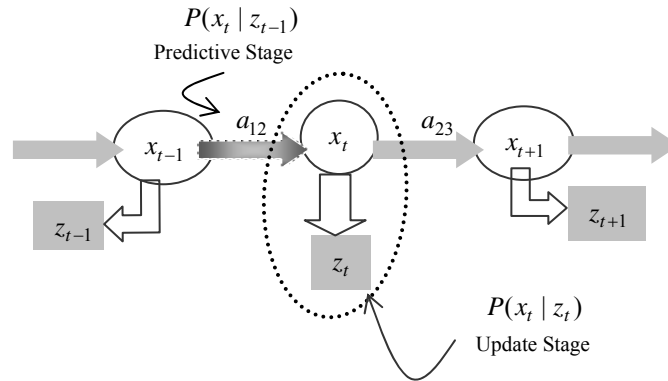 P(x_t | z_{t-1})
Predictive Stage
a_{12}
a_{23}
x_{t-1}
x_t
x_{t+1}
z_{t-1}
z_t
z_{t+1}
P(x_t | z_t)
Update Stage